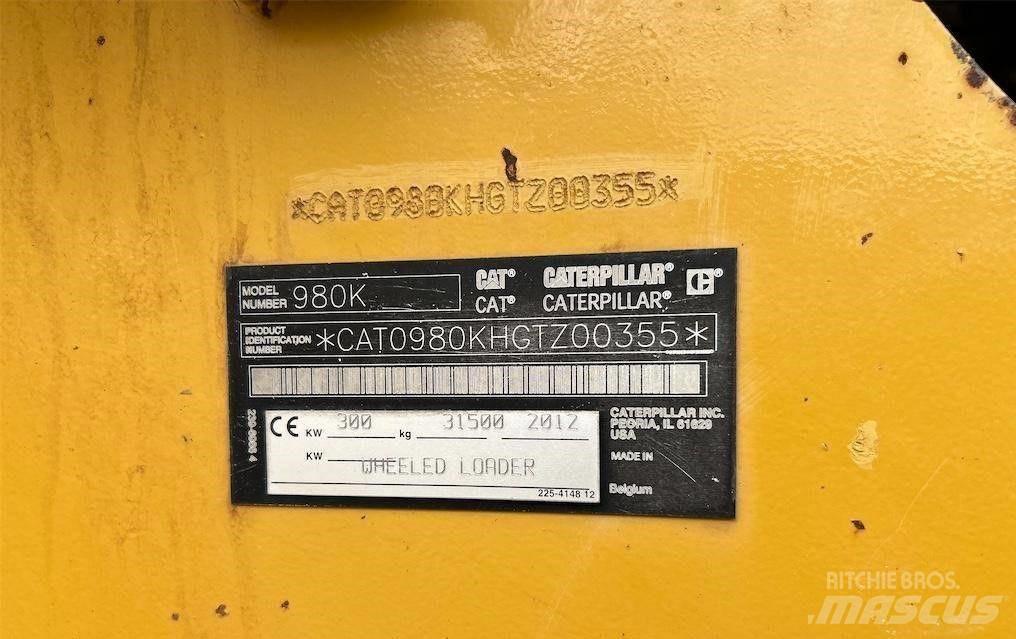 *CAT0980KHGTZ00355*
MODEL NUMBER 980K
CAT® CATERPILLAR®
CAT® CATERPILLAR®
PRODUCT IDENTIFICATION NUMBER *CAT0980KHGTZ00355*
CE KW 300 kg 31500 2012
KW
WHEELED LOADER
225-4148 12
CATERPILLAR INC.
PEORIA, IL 61629
USA
MADE IN
Belgium
RITCHIE BROS.
MASCUS